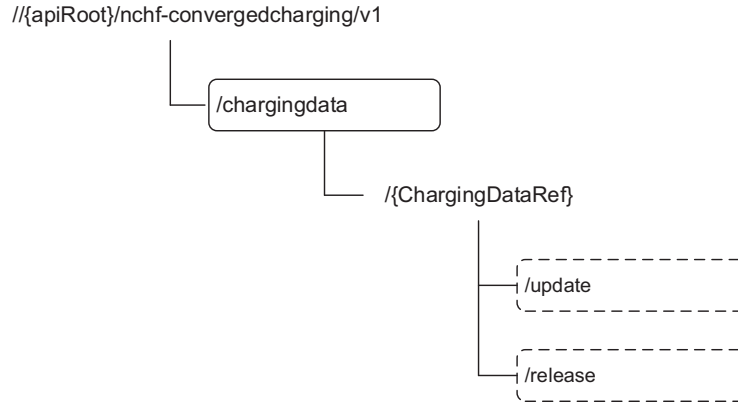 //{apiRoot}/nchf-convergedcharging/v1
/chargingdata
/{ChargingDataRef}
/update
/release